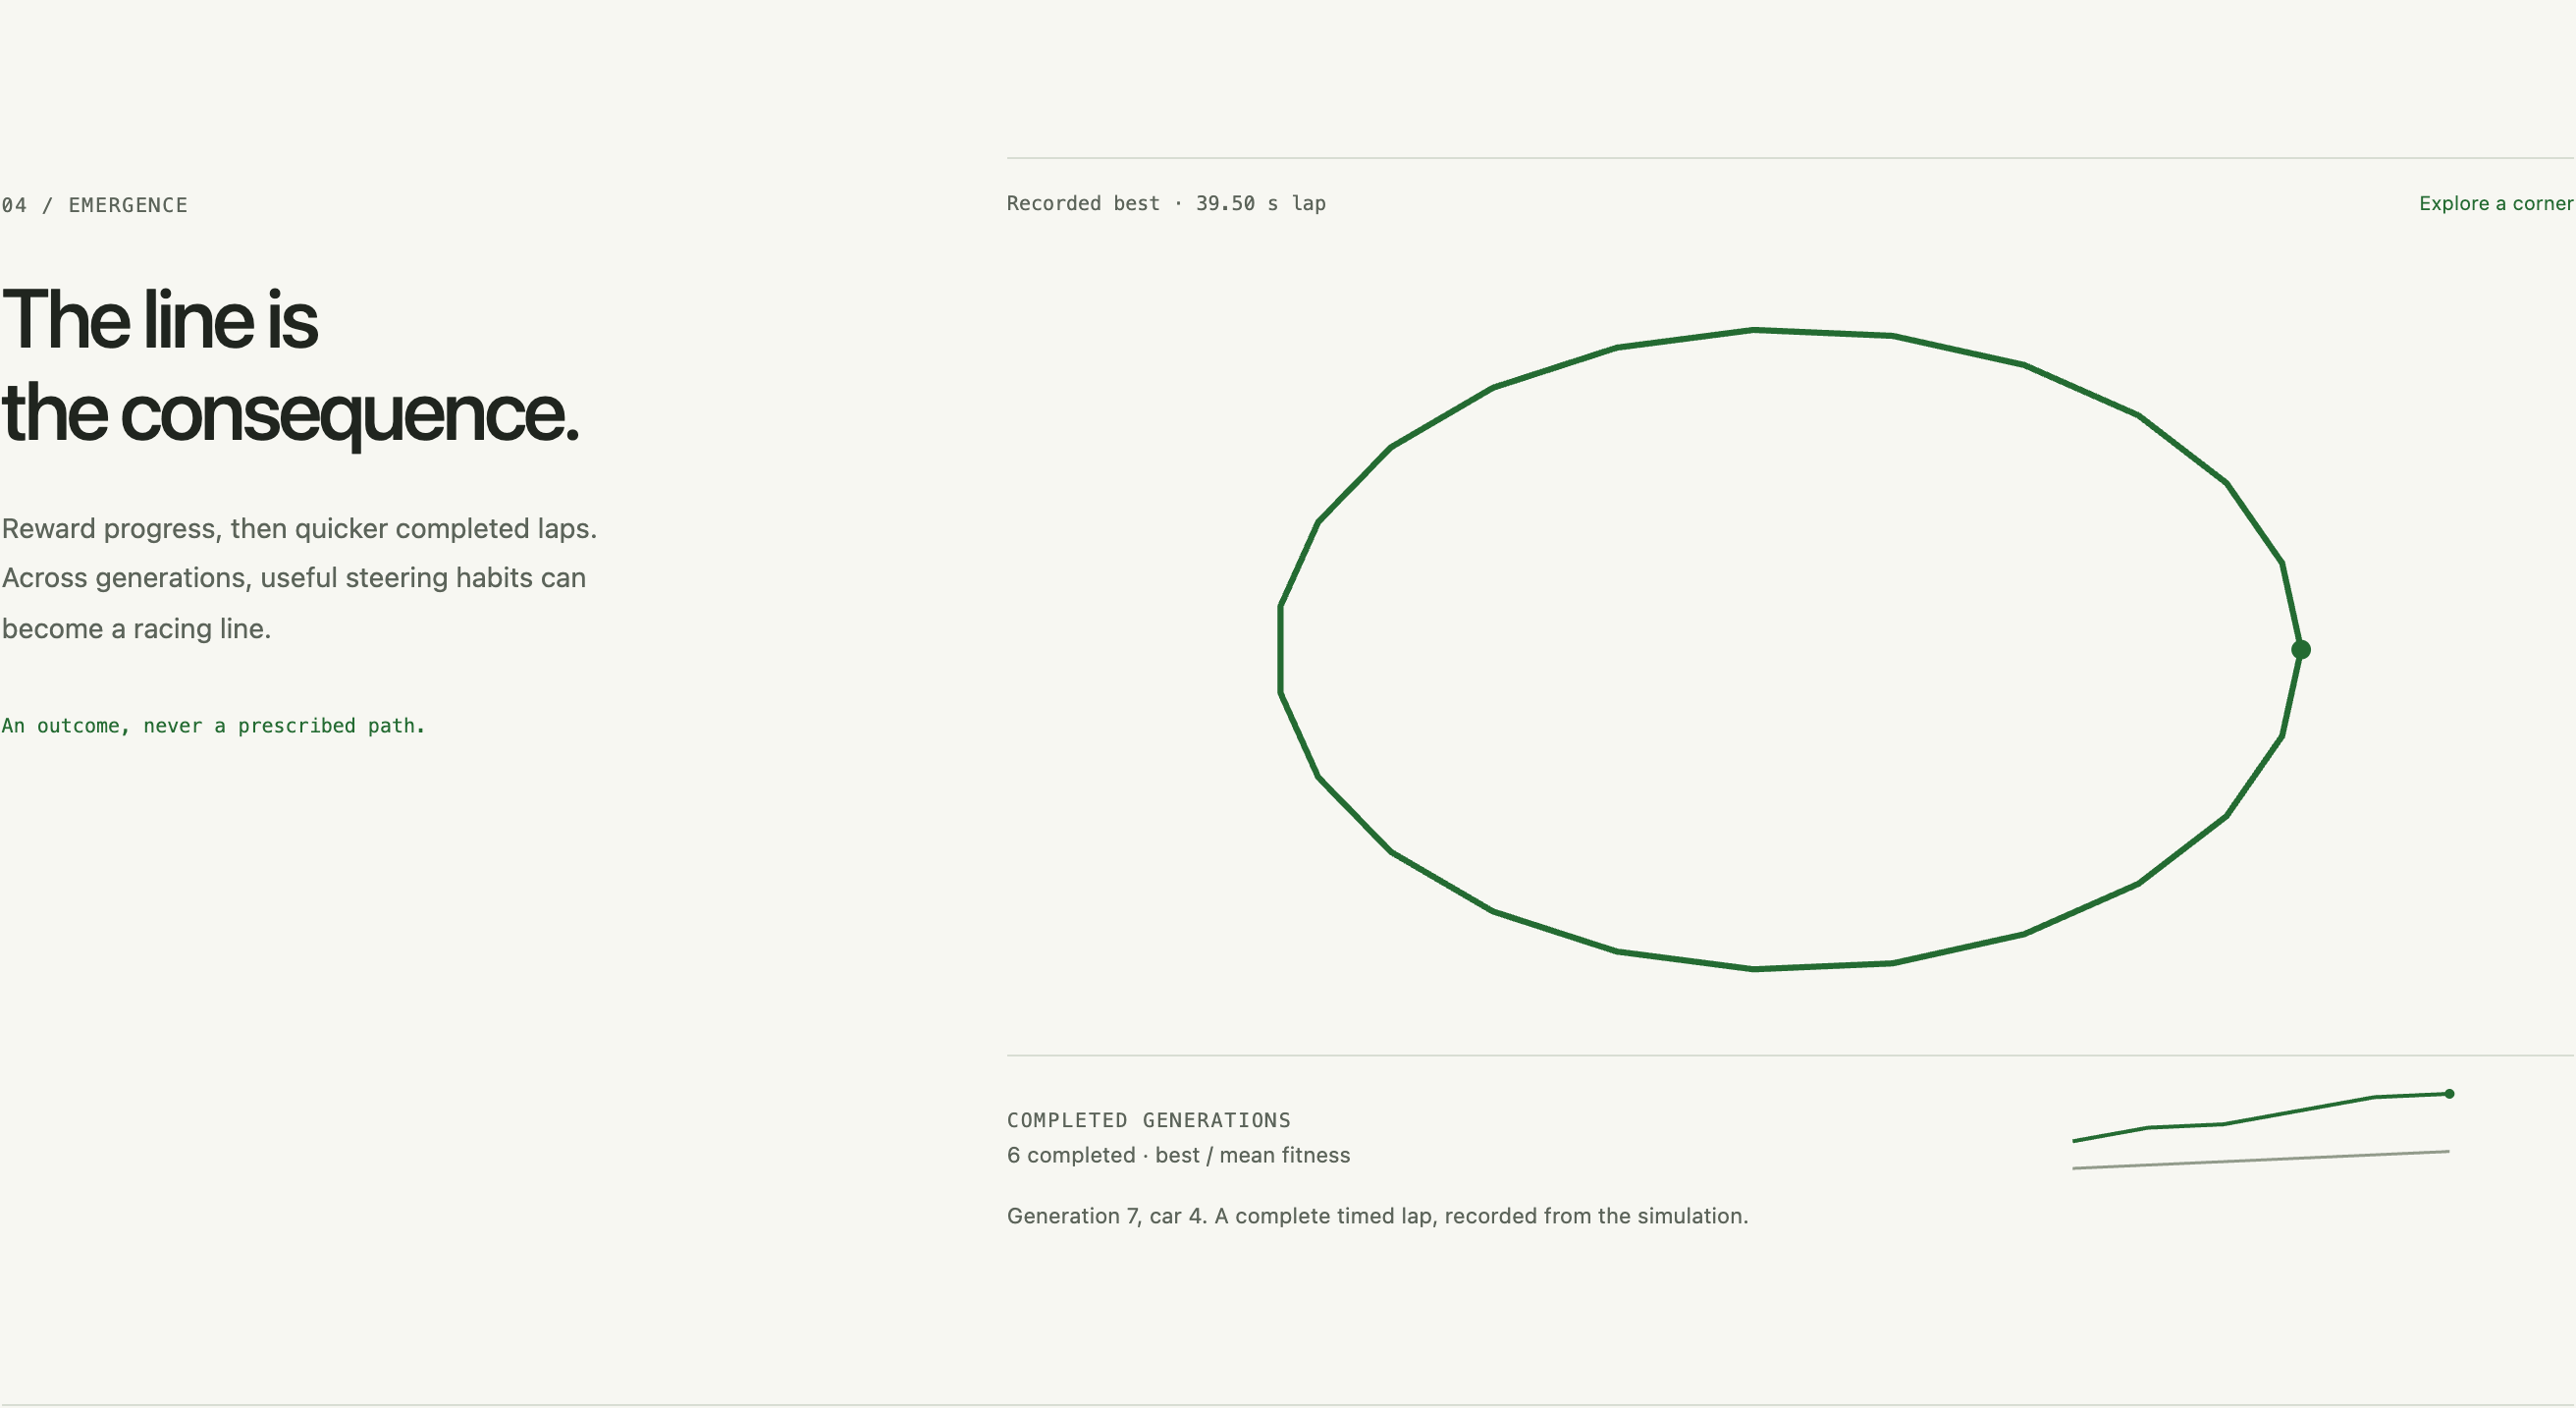 04 / EMERGENCE
The line is
the consequence.
Reward progress, then quicker completed laps.
Across generations, useful steering habits can
become a racing line.
An outcome, never a prescribed path.
Recorded best · 39.50 s lap
Explore a corner
COMPLETED GENERATIONS
6 completed · best / mean fitness
Generation 7, car 4. A complete timed lap, recorded from the simulation.